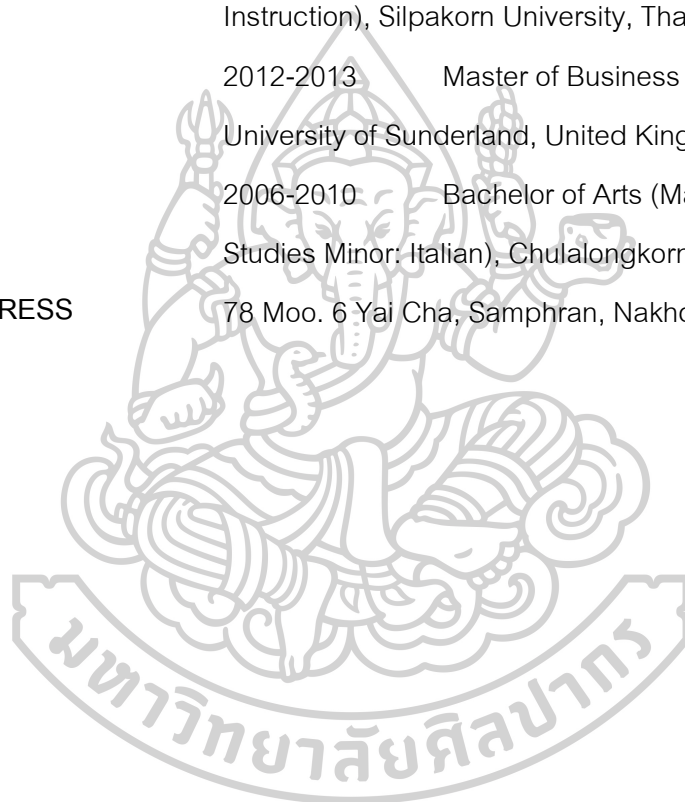 Instruction), Silpakorn University, Tha
2012-2013 Master of Business
University of Sunderland, United King
2006-2010 Bachelor of Arts (Ma
Studies Minor: Italian), Chulalongkorn
RESS 78 Moo. 6 Yai Cha, Samphran, Nakho
มหาวิทยาลัยศิลปากร